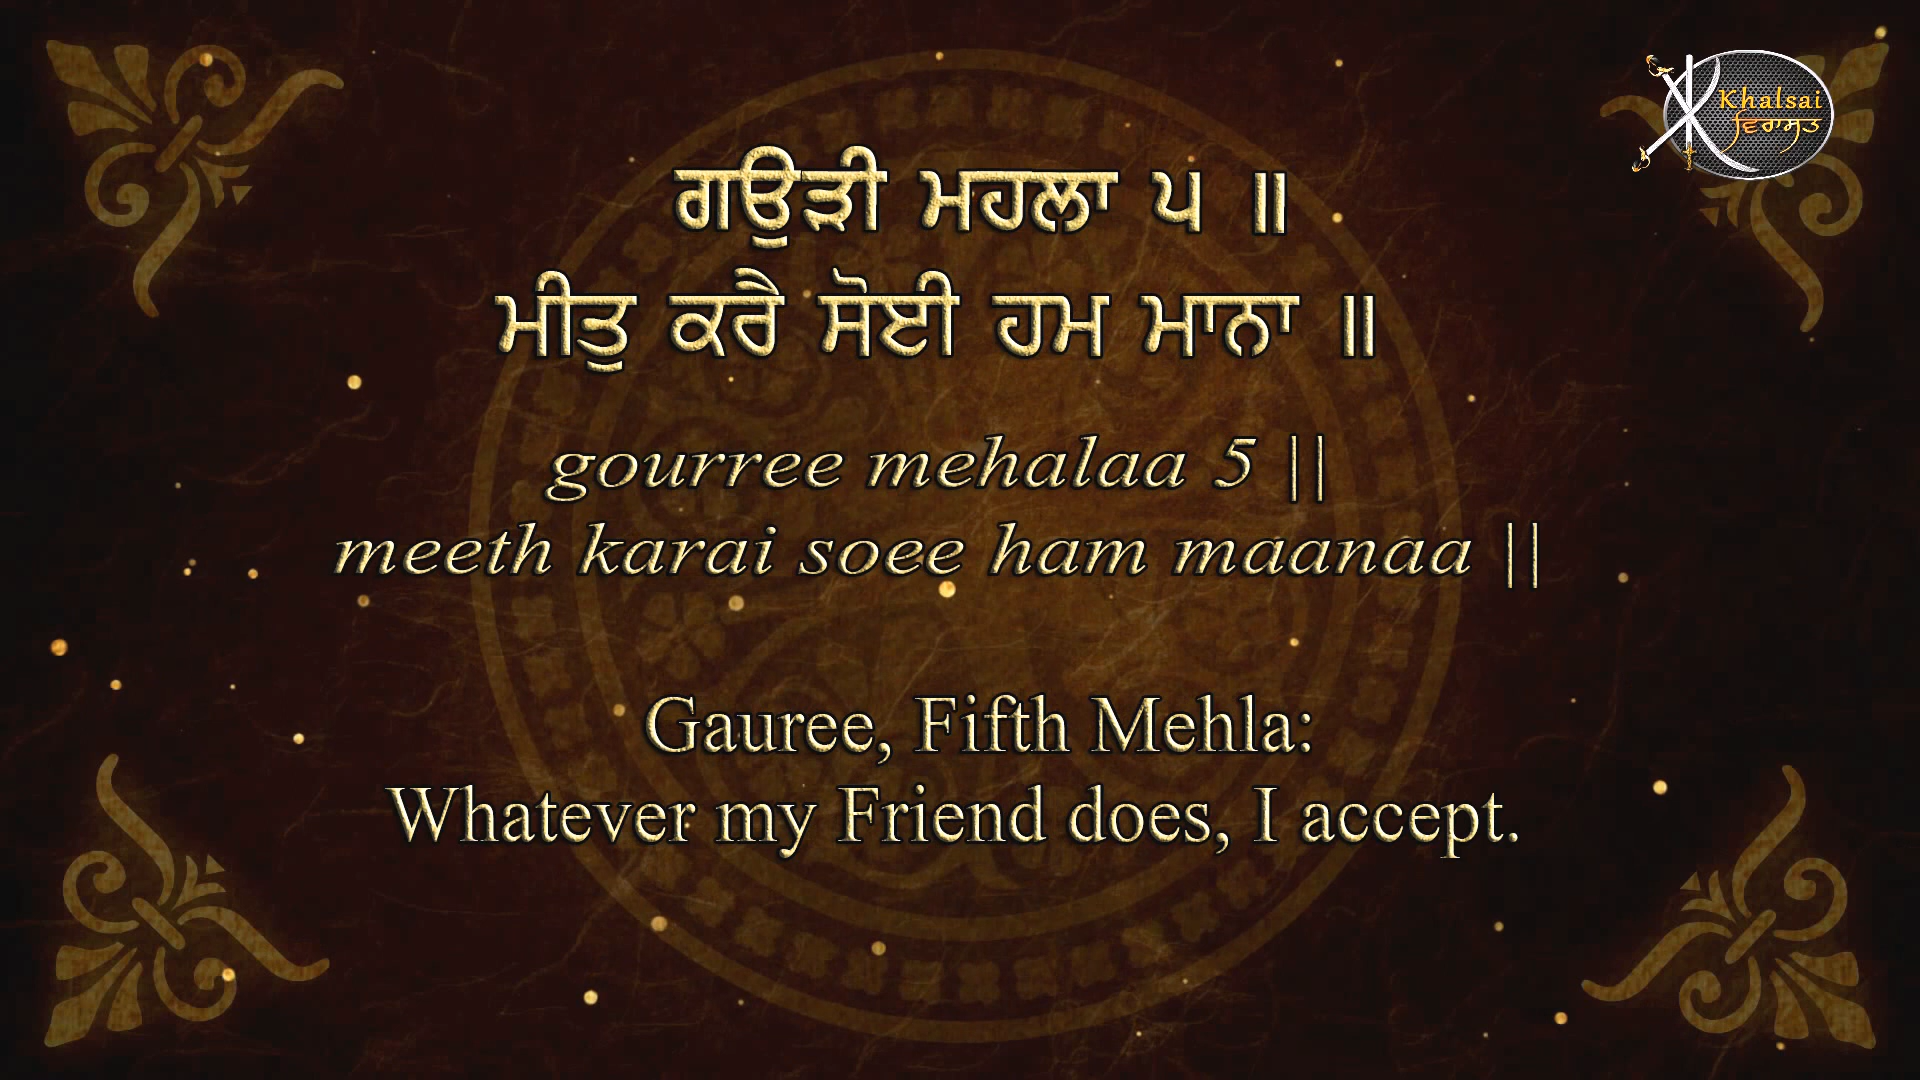 Khalsai
ਵਿਰਾਸਤ
ਗਉੜੀ ਮਹਲਾ ੫ ॥
ਮੀਤੁ ਕਰੈ ਸੋਈ ਹਮ ਮਾਨਾ ॥
gourree mehalaa 5 ||
meeth karai soee ham maanaa ||
Gauree, Fifth Mehla:
Whatever my Friend does, I accept.